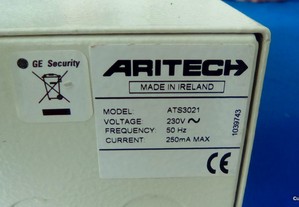 GE Security
ARITECH
MADE IN IRELAND
MODEL ATS3021
VOLTAGE 230V ~
FREQUENCY 50 Hz
CURRENT 250mA MAX
1039743
CE